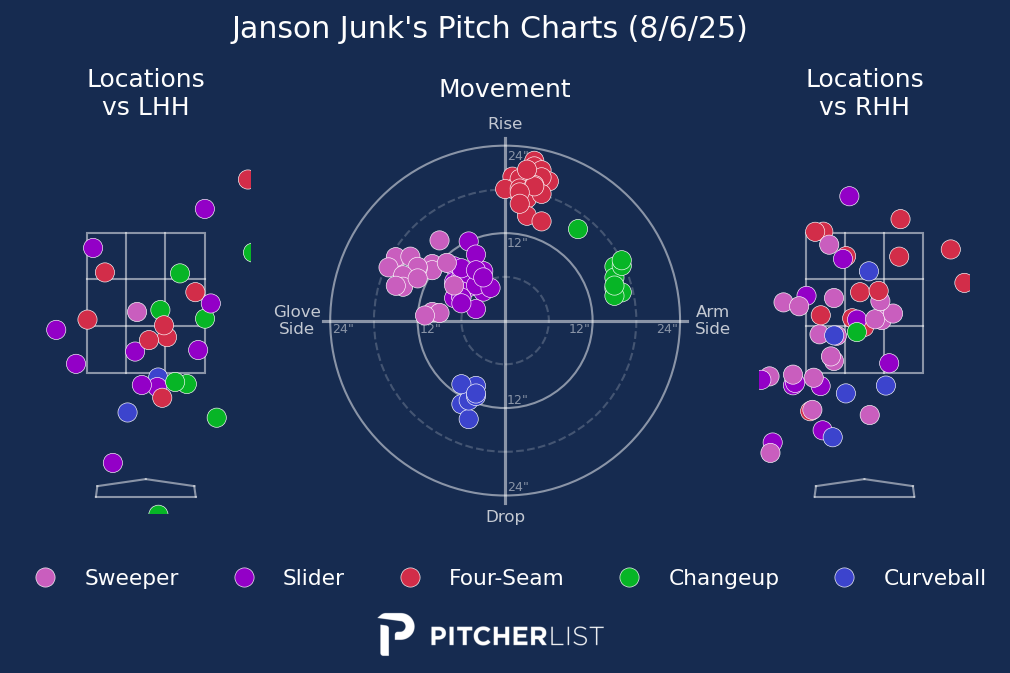 Janson Junk's Pitch Charts (8/6/25)
Locations
vs LHH
Movement
Locations
vs RHH
Rise
24"
12"
Glove
Side
24"
12"
12"
24"
Arm
Side
12"
24"
Drop
Sweeper
Slider
Four-Seam
Changeup
Curveball
PITCHERLIST